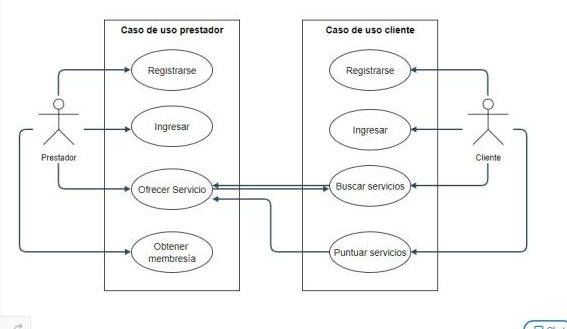 Caso de uso prestador
Caso de uso cliente
Registrarse
Registrarse
Ingresar
Ingresar
Prestador
Cliente
Ofrecer Servicio
Buscar servicios
Obtener
membresía
Puntuar servicios